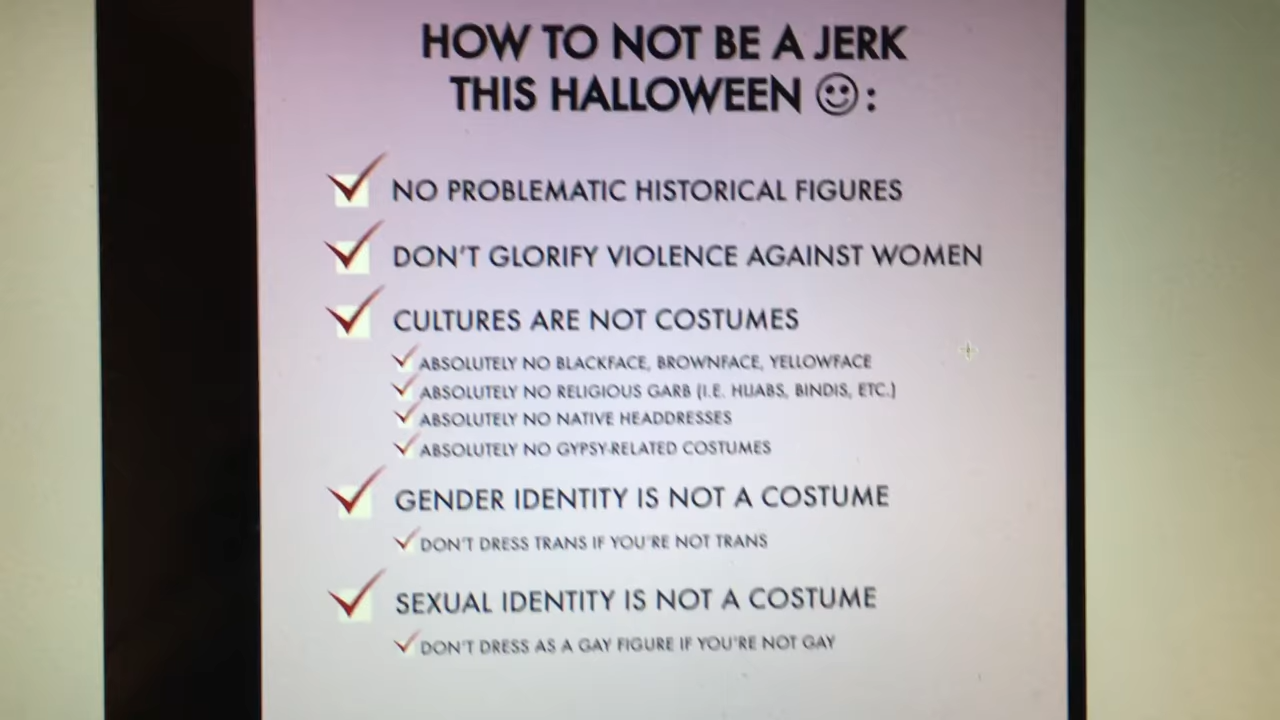 HOW TO NOT BE A JERK
THIS HALLOWEEN ☺:
NO PROBLEMATIC HISTORICAL FIGURES
DON'T GLORIFY VIOLENCE AGAINST WOMEN
CULTURES ARE NOT COSTUMES
ABSOLUTELY NO BLACKFACE, BROWNFACE, YELLOWFACE
ABSOLUTELY NO RELIGIOUS GARB (I.E. HIJABS, BINDIS, ETC.)
ABSOLUTELY NO NATIVE HEADDRESSES
ABSOLUTELY NO GYPSY-RELATED COSTUMES
GENDER IDENTITY IS NOT A COSTUME
DON'T DRESS TRANS IF YOU'RE NOT TRANS
SEXUAL IDENTITY IS NOT A COSTUME
DON'T DRESS AS A GAY FIGURE IF YOU'RE NOT GAY